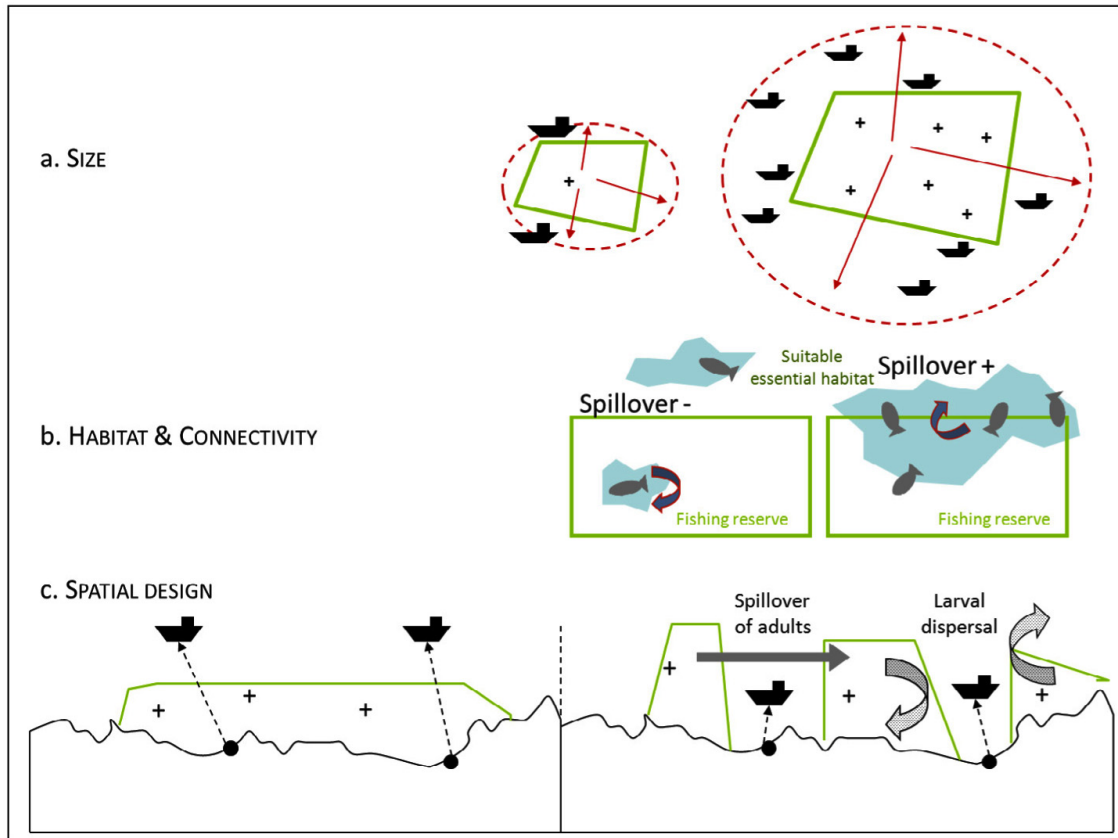 a. SIZE
Suitable
essential habitat
Spillover -
Spillover +
b. HABITAT & CONNECTIVITY
Fishing reserve
Fishing reserve
c. SPATIAL DESIGN
Spillover
of adults
Larval
dispersal